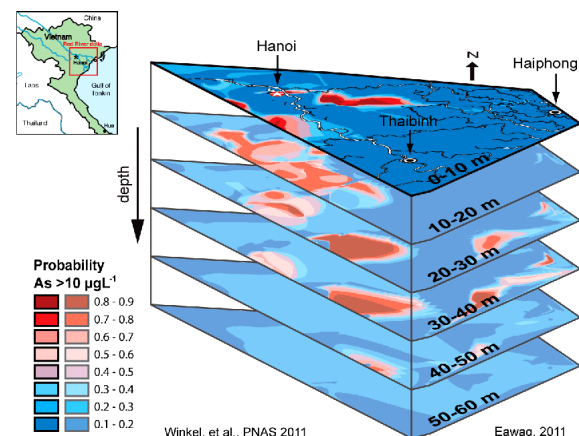 China
Vietnam
Red River delta
Hanoi
Laos
Gulf of
Tonkin
Thailand
Hue
Hanoi
N
Haiphong
Thaibinh
depth
0-10 m
10-20 m
20-30 m
30-40 m
40-50 m
50-60 m
Probability
As >10 µgL-1
0.8 - 0.9
0.7 - 0.8
0.6 - 0.7
0.5 - 0.6
0.4 - 0.5
0.3 - 0.4
0.2 - 0.3
0.1 - 0.2
Winkel, et al., PNAS 2011
Eawag, 2011